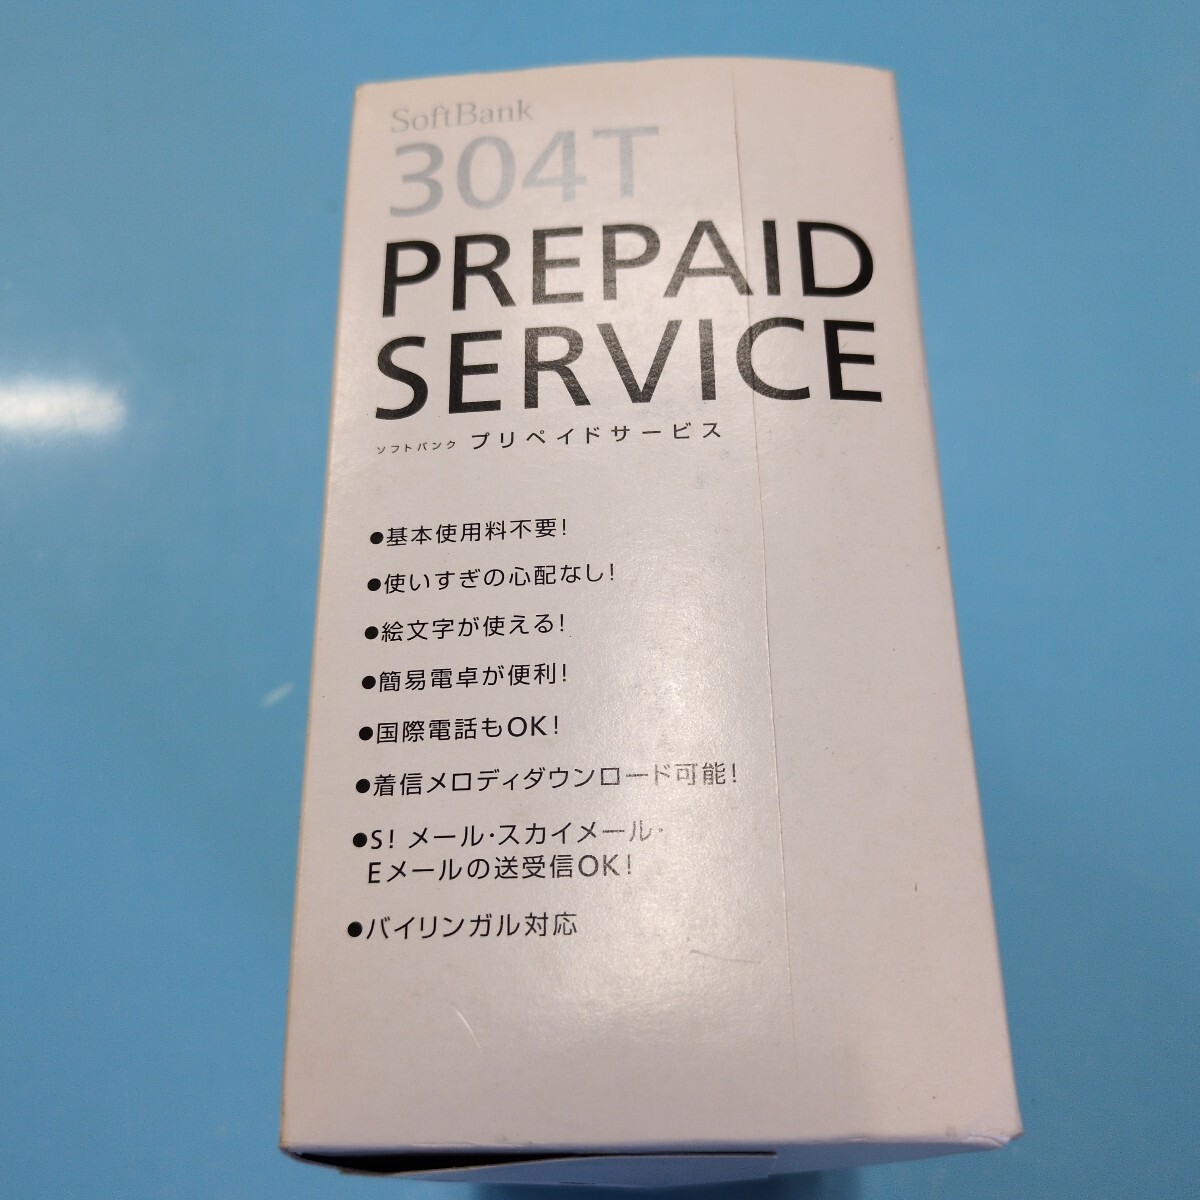 SoftBank
304T
PREPAID
SERVICE
ソフトバンク プリペイドサービス
●基本使用料不要!
●使いすぎの心配なし!
●絵文字が使える!
●簡易電卓が便利!
●国際電話もOK!
●着信メロディダウンロード可能!
●S! メール・スカイメール・
Eメールの送受信OK!
●バイリンガル対応